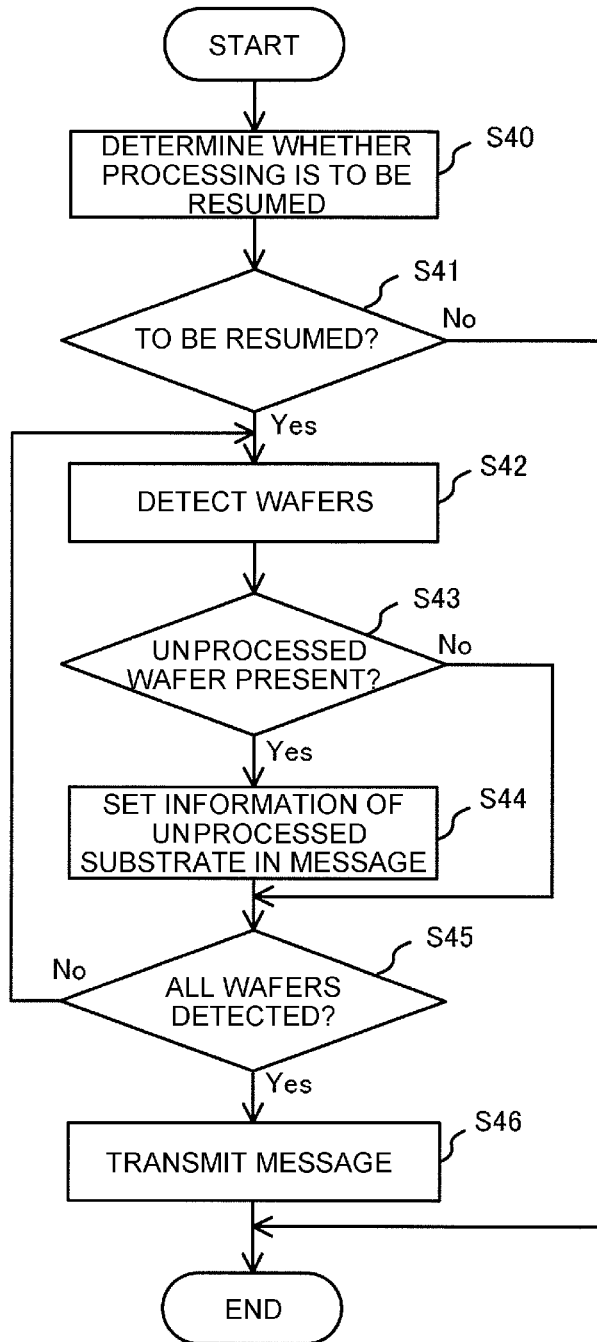 START
DETERMINE WHETHER
PROCESSING IS TO BE
RESUMED
S40
S41
TO BE RESUMED?
No
Yes
DETECT WAFERS
S42
S43
UNPROCESSED
WAFER PRESENT?
No
Yes
SET INFORMATION OF
UNPROCESSED
SUBSTRATE IN MESSAGE
S44
S45
No
ALL WAFERS
DETECTED?
Yes
S46
TRANSMIT MESSAGE
END